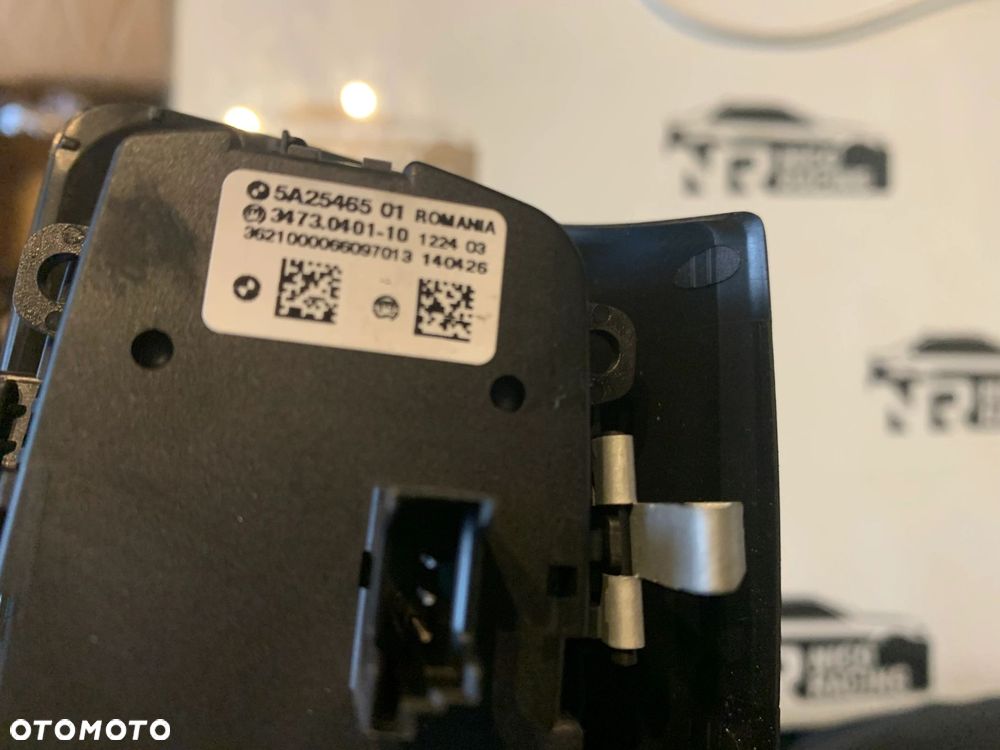 5A25465 01 ROMANIA
3473.0401-10 1224 03
3621000066097013 140426
OTOMOTO